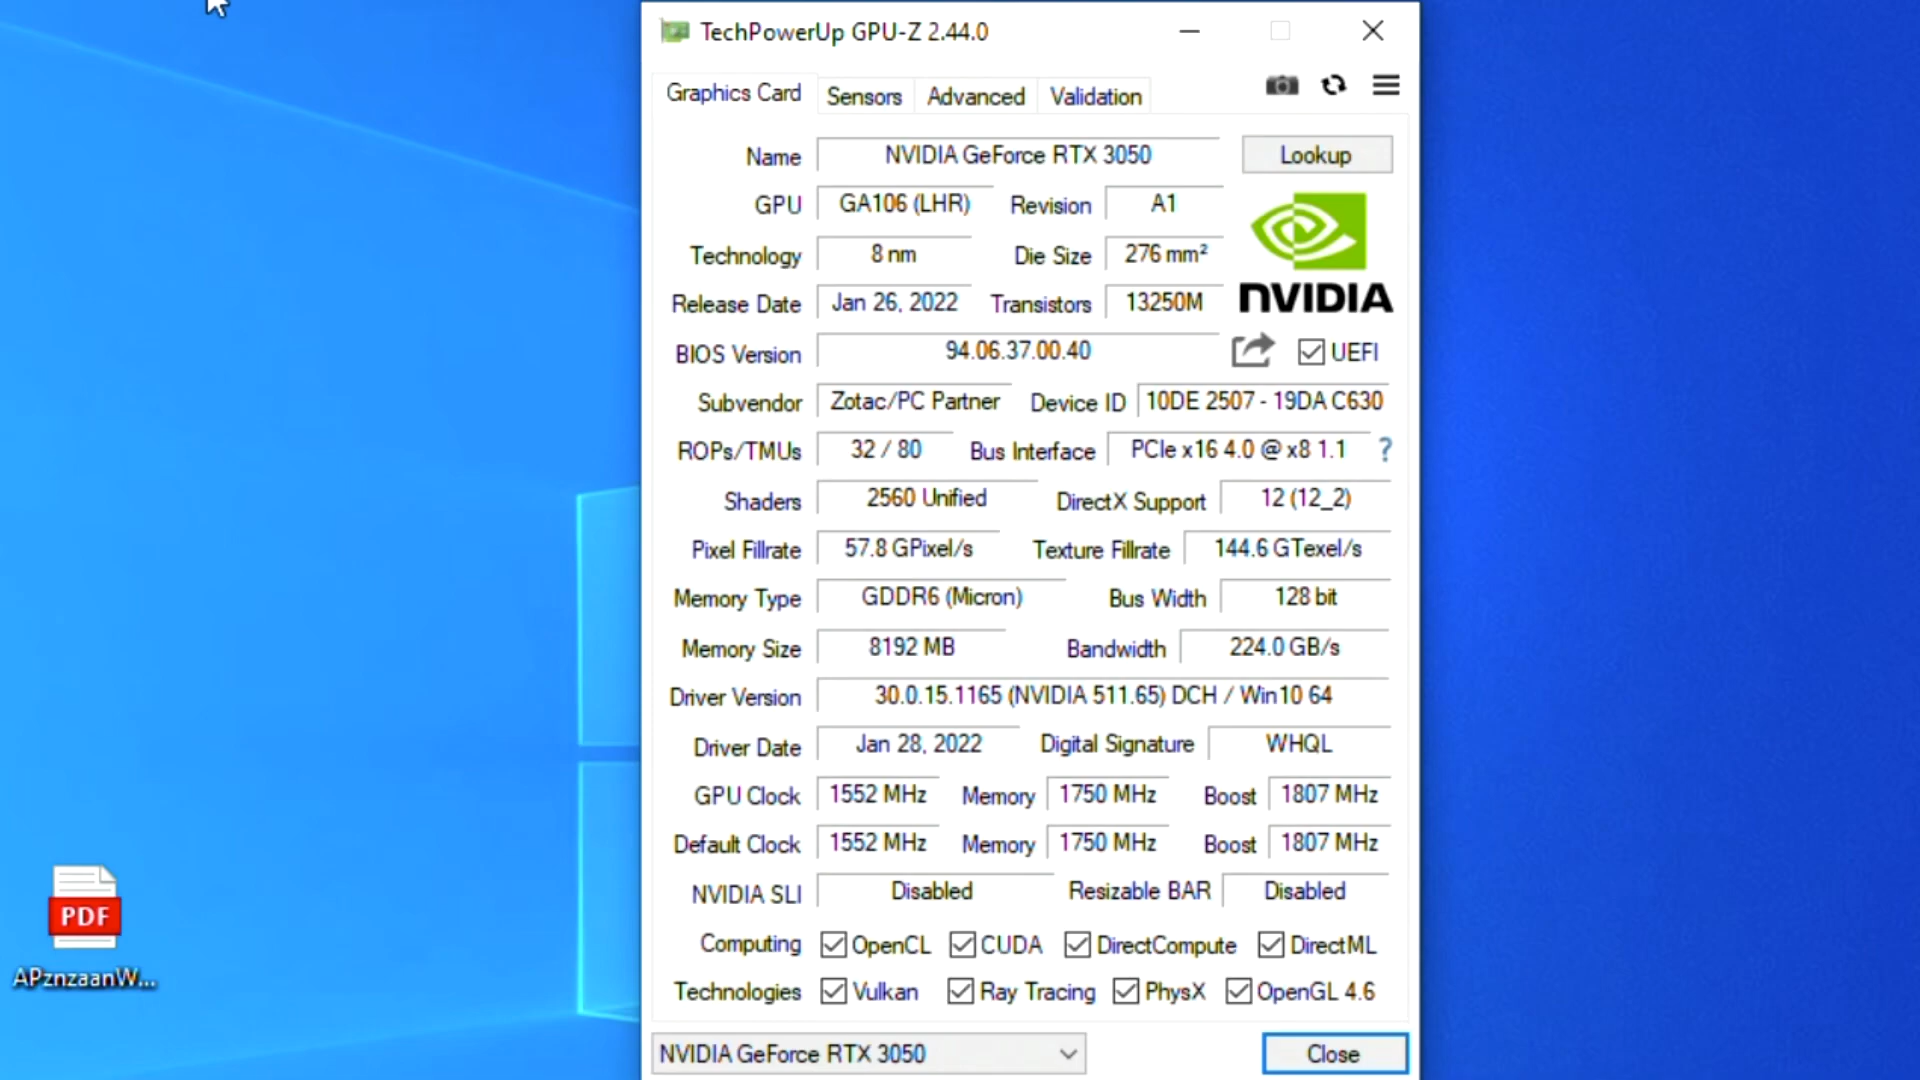 TechPowerUp GPU-Z 2.44.0
Graphics Card Sensors Advanced Validation
Name NVIDIA GeForce RTX 3050 Lookup
GPU GA106 (LHR) Revision A1
Technology 8 nm Die Size 276 mm²
Release Date Jan 26, 2022 Transistors 13250M
NVIDIA
BIOS Version 94.06.37.00.40 UEFI
Subvendor Zotac/PC Partner Device ID 10DE 2507 - 19DA C630
ROPs/TMUs 32 / 80 Bus Interface PCIe x16 4.0 @ x8 1.1 ?
Shaders 2560 Unified DirectX Support 12 (12_2)
Pixel Fillrate 57.8 GPixel/s Texture Fillrate 144.6 GTexel/s
Memory Type GDDR6 (Micron) Bus Width 128 bit
Memory Size 8192 MB Bandwidth 224.0 GB/s
Driver Version 30.0.15.1165 (NVIDIA 511.65) DCH / Win10 64
Driver Date Jan 28, 2022 Digital Signature WHQL
GPU Clock 1552 MHz Memory 1750 MHz Boost 1807 MHz
Default Clock 1552 MHz Memory 1750 MHz Boost 1807 MHz
NVIDIA SLI Disabled Resizable BAR Disabled
Computing OpenCL CUDA DirectCompute DirectML
Technologies Vulkan Ray Tracing PhysX OpenGL 4.6
NVIDIA GeForce RTX 3050 Close
PDF
APznzaanW...